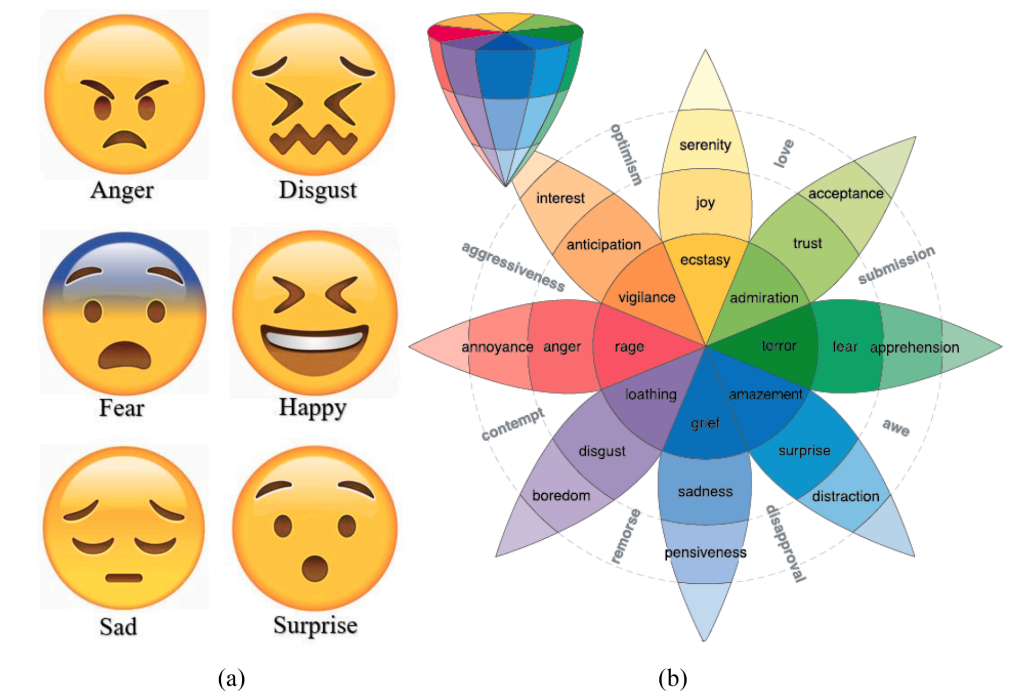 Anger
Disgust
Fear
Happy
Sad
Surprise
(a)
optimism
love
serenity
interest
acceptance
joy
anticipation
trust
aggressiveness
submission
ecstasy
vigilance
admiration
annoyance
anger
rage
terror
fear
apprehension
loathing
amazement
contempt
grief
awe
disgust
surprise
boredom
sadness
distraction
remorse
disapproval
pensiveness
(b)